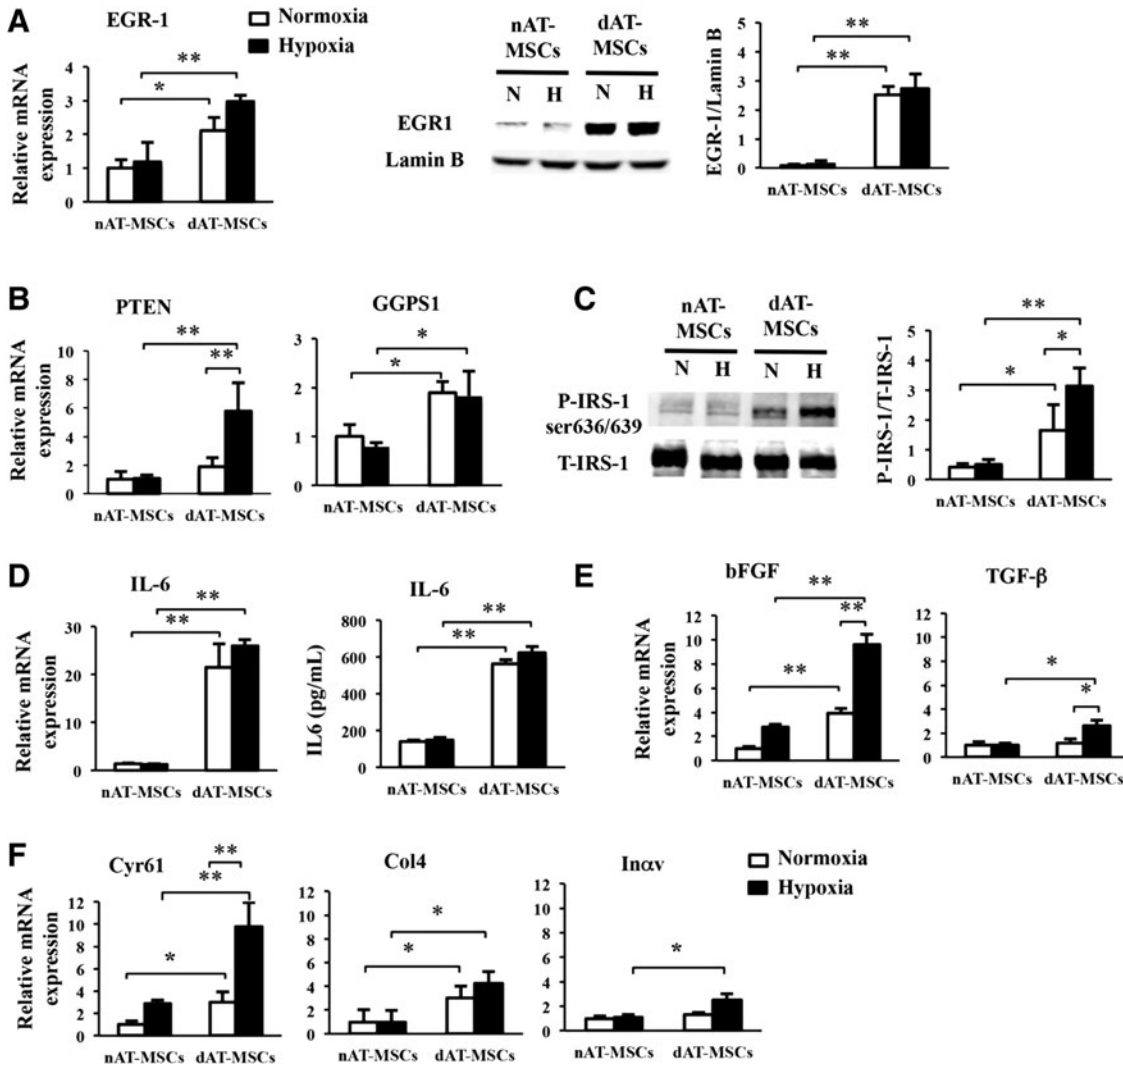 A
EGR-1
Normoxia
Hypoxia
Relative mRNA
expression
4
3
2
1
0
*
**
nAT-MSCs dAT-MSCs
nAT-
MSCs
dAT-
MSCs
N H N H
EGR1
Lamin B
EGR-1/Lamin B
5
4
3
2
1
0
**
**
nAT-MSCs dAT-MSCs
B
PTEN
Relative mRNA
expression
10
8
6
4
2
0
**
**
nAT-MSCs dAT-MSCs
GGPS1
3
2
1
0
*
*
nAT-MSCs dAT-MSCs
C
nAT-
MSCs
dAT-
MSCs
N H N H
P-IRS-1
ser636/639
T-IRS-1
P-IRS-1/T-IRS-1
5
4
3
2
1
0
**
*
*
nAT-MSCs dAT-MSCs
D
IL-6
Relative mRNA
expression
30
20
10
0
**
**
nAT-MSCs dAT-MSCs
IL-6
IL6 (pg/mL)
800
600
400
200
0
**
**
nAT-MSCs dAT-MSCs
E
bFGF
Relative mRNA
expression
12
10
8
6
4
2
0
**
**
**
nAT-MSCs dAT-MSCs
TGF-β
12
10
8
6
4
2
0
*
*
nAT-MSCs dAT-MSCs
F
Cyr61
Relative mRNA
expression
12
10
8
6
4
2
0
**
**
*
nAT-MSCs dAT-MSCs
Col4
12
10
8
6
4
2
0
*
*
nAT-MSCs dAT-MSCs
Inαv
12
10
8
6
4
2
0
*
nAT-MSCs dAT-MSCs
Normoxia
Hypoxia